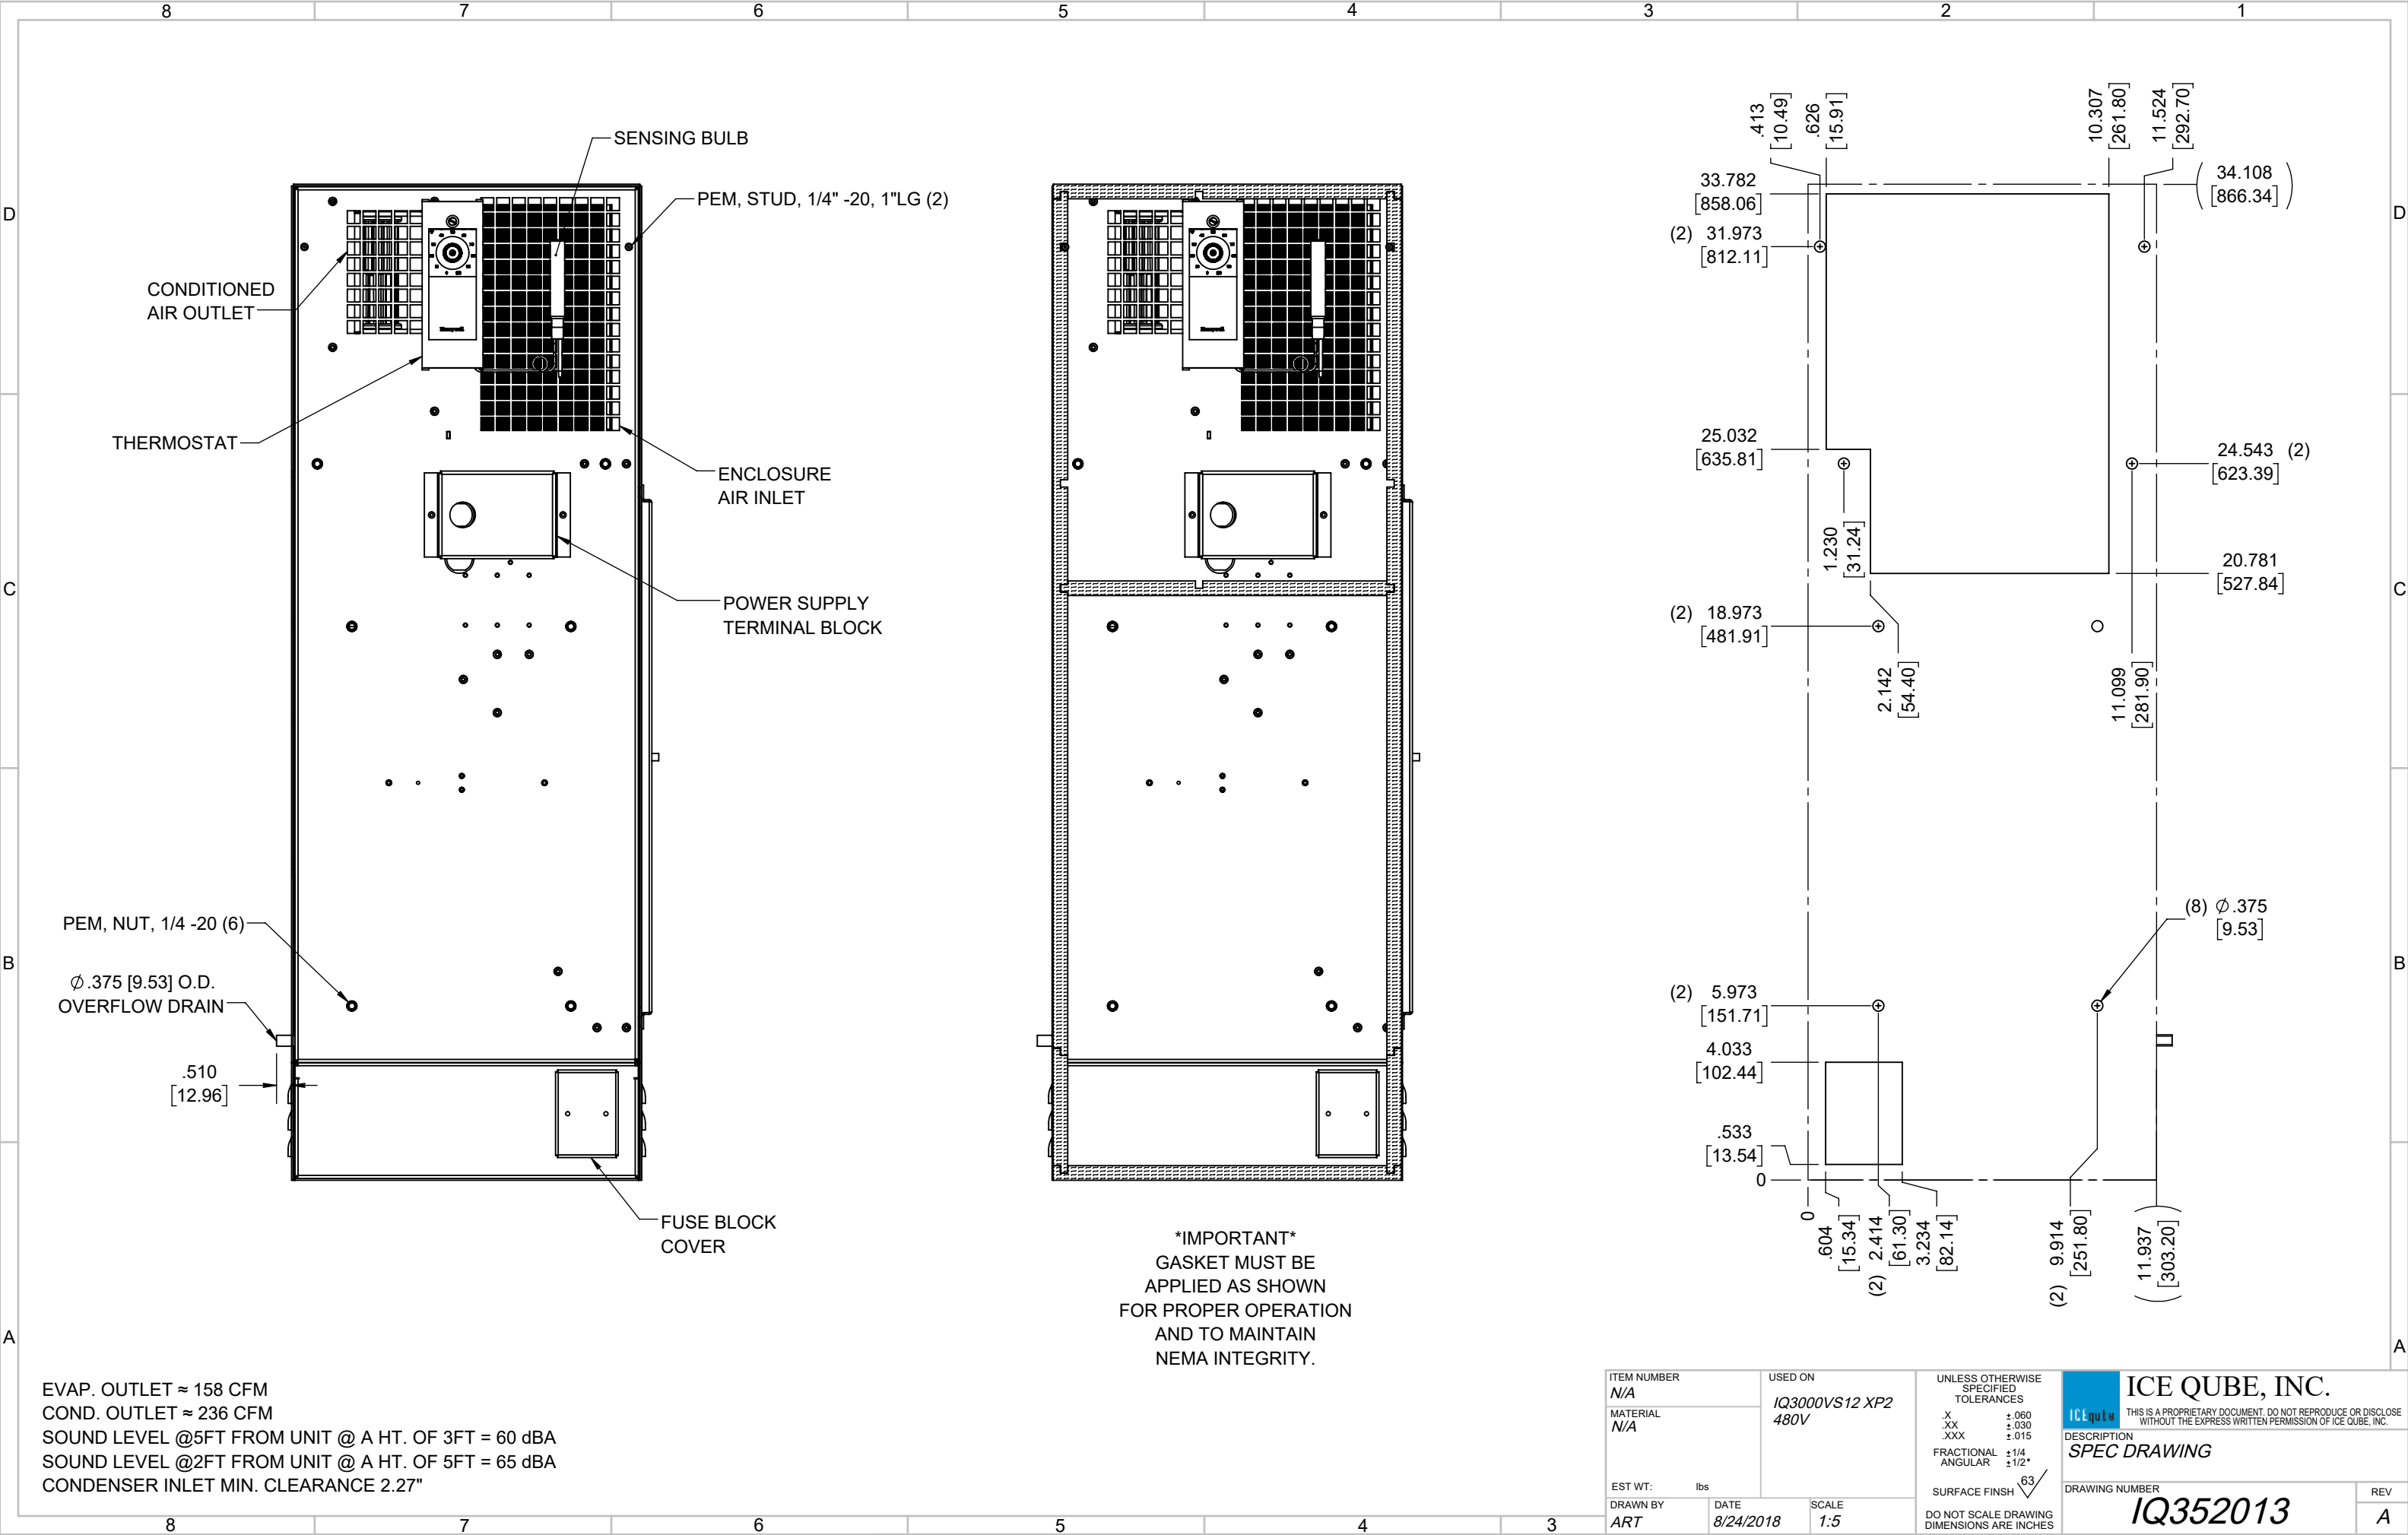 8 7 6 5 4 3 2 1
D
C
B
A
SENSING BULB
PEM, STUD, 1/4" -20, 1"LG (2)
CONDITIONED
AIR OUTLET
THERMOSTAT
Honeywell
ENCLOSURE
AIR INLET
POWER SUPPLY
TERMINAL BLOCK
PEM, NUT, 1/4 -20 (6)
Ø .375 [9.53] O.D.
OVERFLOW DRAIN
.510
[12.96]
FUSE BLOCK
COVER
EVAP. OUTLET ≈ 158 CFM
COND. OUTLET ≈ 236 CFM
SOUND LEVEL @5FT FROM UNIT @ A HT. OF 3FT = 60 dBA
SOUND LEVEL @2FT FROM UNIT @ A HT. OF 5FT = 65 dBA
CONDENSER INLET MIN. CLEARANCE 2.27"
Honeywell
*IMPORTANT*
GASKET MUST BE
APPLIED AS SHOWN
FOR PROPER OPERATION
AND TO MAINTAIN
NEMA INTEGRITY.
.413
[10.49]
.626
[15.91]
10.307
[261.80]
11.524
[292.70]
33.782
[858.06]
(34.108
[866.34])
(2) 31.973
[812.11]
25.032
[635.81]
24.543 (2)
[623.39]
1.230
[31.24]
20.781
[527.84]
(2) 18.973
[481.91]
2.142
[54.40]
11.099
[281.90]
(8) Ø .375
[9.53]
(2) 5.973
[151.71]
4.033
[102.44]
.533
[13.54]
0
0
.604
[15.34]
(2) 2.414
[61.30]
3.234
[82.14]
(2) 9.914
[251.80]
(11.937
[303.20])
ITEM NUMBER
N/A
MATERIAL
N/A
EST WT: lbs
USED ON
IQ3000VS12 XP2
480V
DRAWN BY
ART
DATE
8/24/2018
SCALE
1:5
UNLESS OTHERWISE
SPECIFIED
TOLERANCES
.X ±.060
.XX ±.030
.XXX ±.015
FRACTIONAL ±1/4
ANGULAR ±1/2°
SURFACE FINSH 63
DO NOT SCALE DRAWING
DIMENSIONS ARE INCHES
ICEqube
ICE QUBE, INC.
THIS IS A PROPRIETARY DOCUMENT. DO NOT REPRODUCE OR DISCLOSE
WITHOUT THE EXPRESS WRITTEN PERMISSION OF ICE QUBE, INC.
DESCRIPTION
SPEC DRAWING
DRAWING NUMBER
IQ352013
REV
A
D
C
B
A
8 7 6 5 4 3